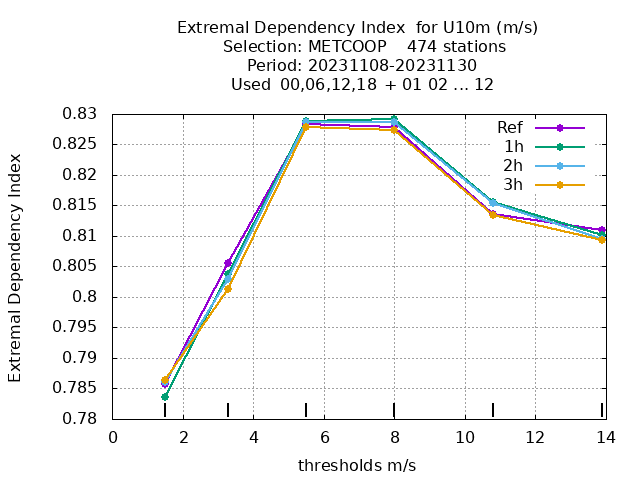 Extremal Dependency Index  for U10m (m/s)
Selection: METCOOP    474 stations
Period: 20231108-20231130
Used  00,06,12,18  + 01 02 ... 12
Extremal Dependency Index
0.83
0.825
0.82
0.815
0.81
0.805
0.8
0.795
0.79
0.785
0.78
Ref
1h
2h
3h
0 2 4 6 8 10 12 14
thresholds m/s